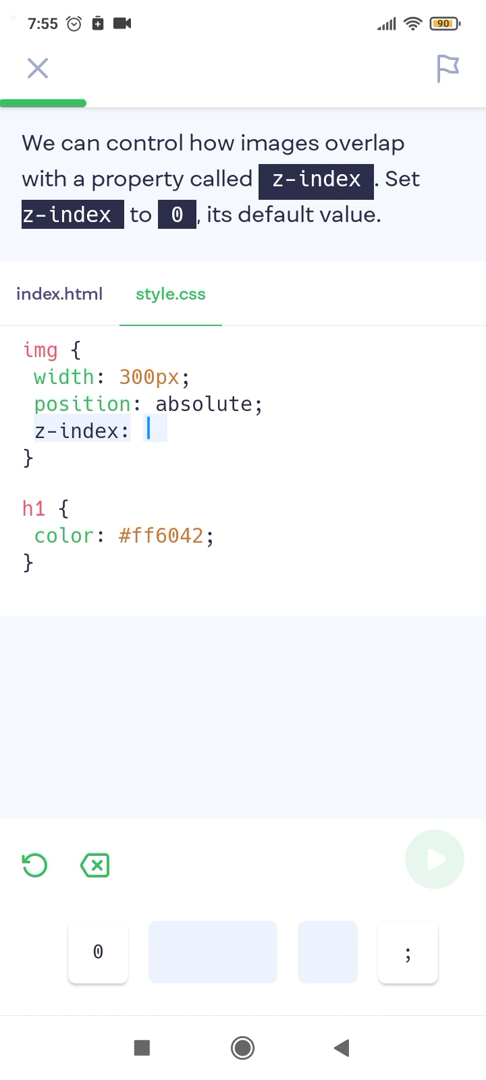 7:55
90
We can control how images overlap
with a property called z-index . Set
z-index to 0 , its default value.
index.html style.css
img {
width: 300px;
position: absolute;
z-index:
}
h1 {
color: #ff6042;
}
0 ;